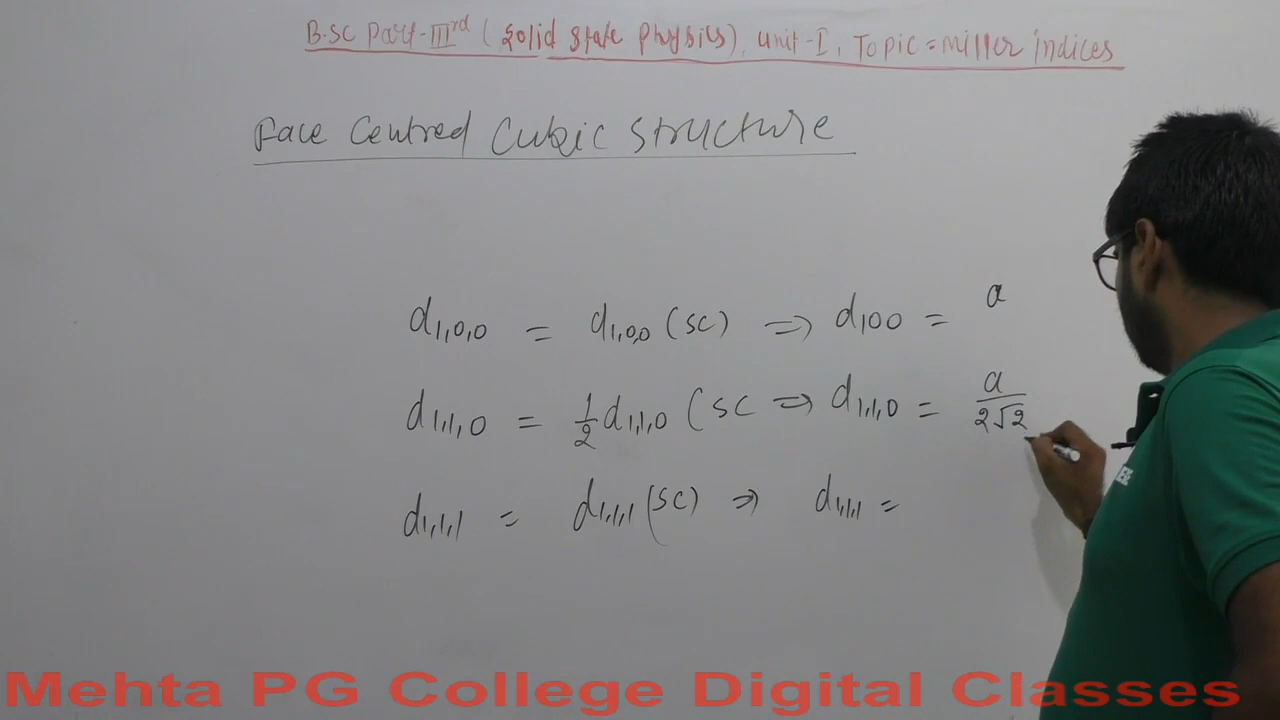 B.SC Part-IIIrd (Solid State Physics), unit-I, Topic=Miller indices
Face Centred Cubic Structure
d1,0,0 = d1,0,0 (SC) => d100 = a
d1,1,0 = 1/2 d1,1,0 (SC => d1,1,0 = a/2√2
d1,1,1 = d1,1,1 (SC) => d1,1,1 =
Mehta PG College Digital Classes